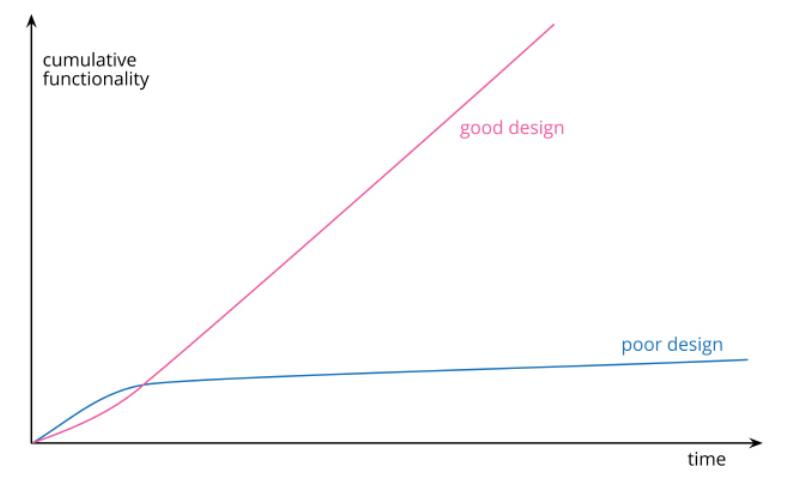 cumulative
functionality
good design
poor design
time